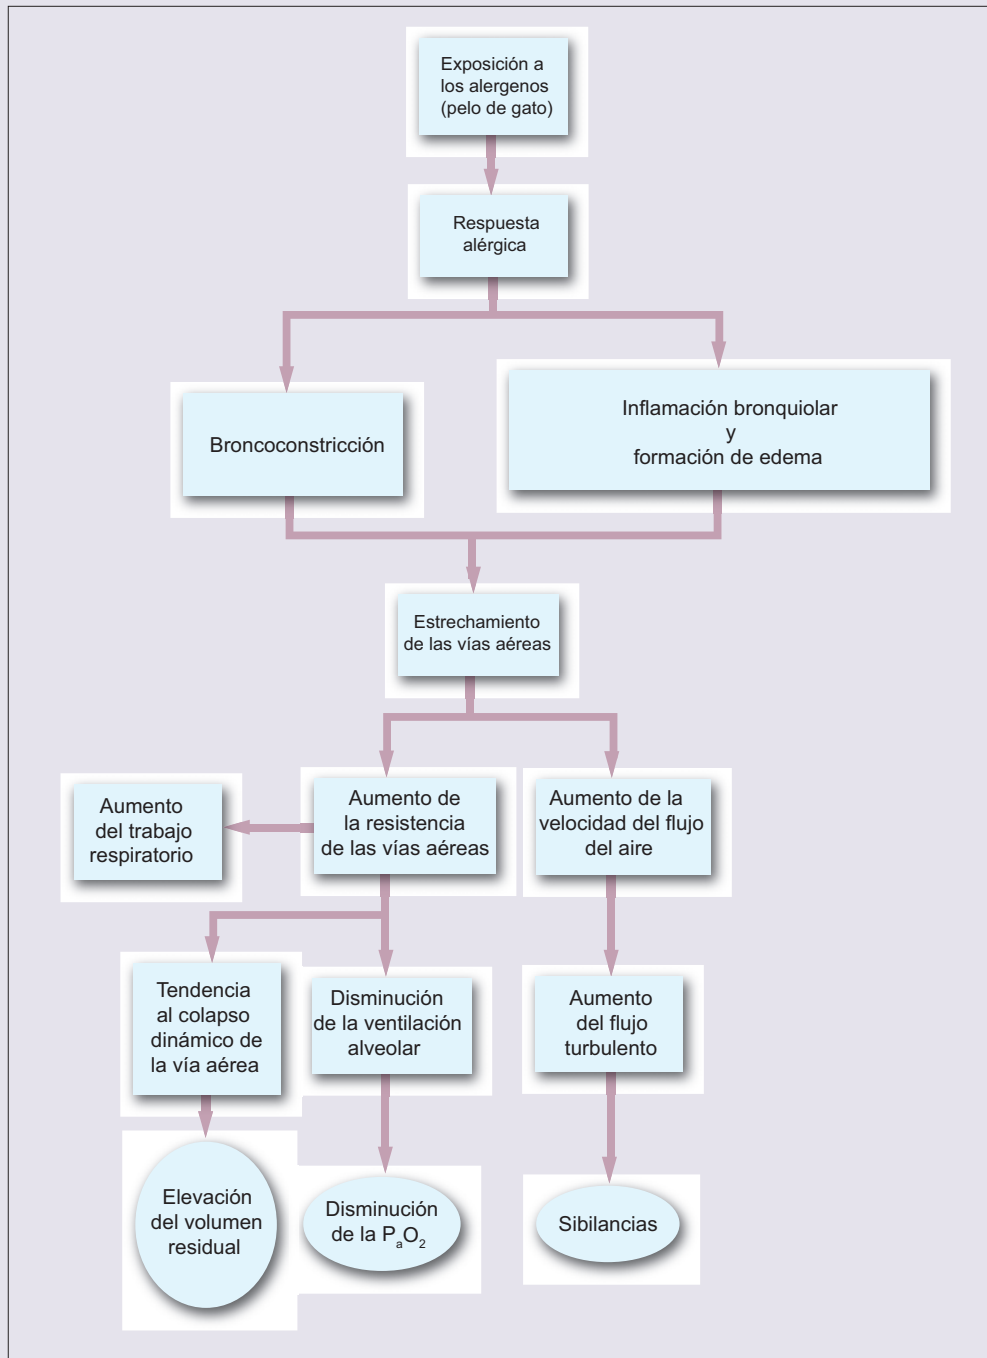 Exposición a
los alergenos
(pelo de gato)
Respuesta
alérgica
Broncoconstricción
Inflamación bronquiolar
y
formación de edema
Estrechamiento
de las vías aéreas
Aumento
del trabajo
respiratorio
Aumento de
la resistencia
de las vías aéreas
Aumento de la
velocidad del flujo
del aire
Tendencia
al colapso
dinámico de
la vía aérea
Disminución
de la ventilación
alveolar
Aumento
del flujo
turbulento
Elevación
del volumen
residual
Disminución
de la PaO2
Sibilancias